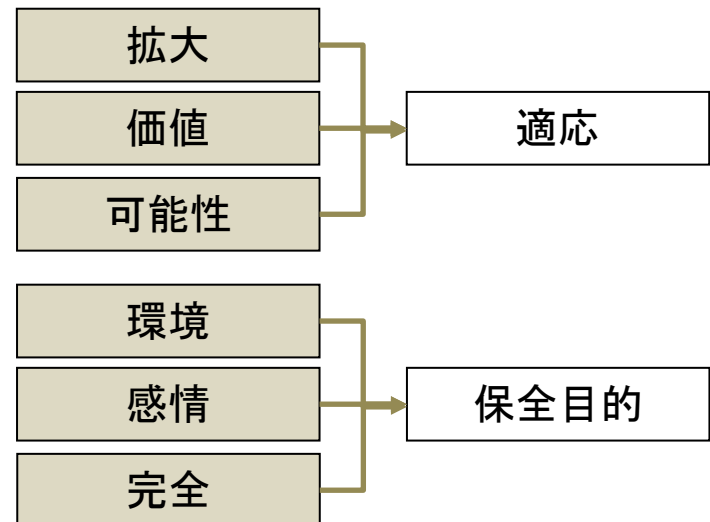 拡大
価値
可能性
適応
環境
感情
完全
保全目的